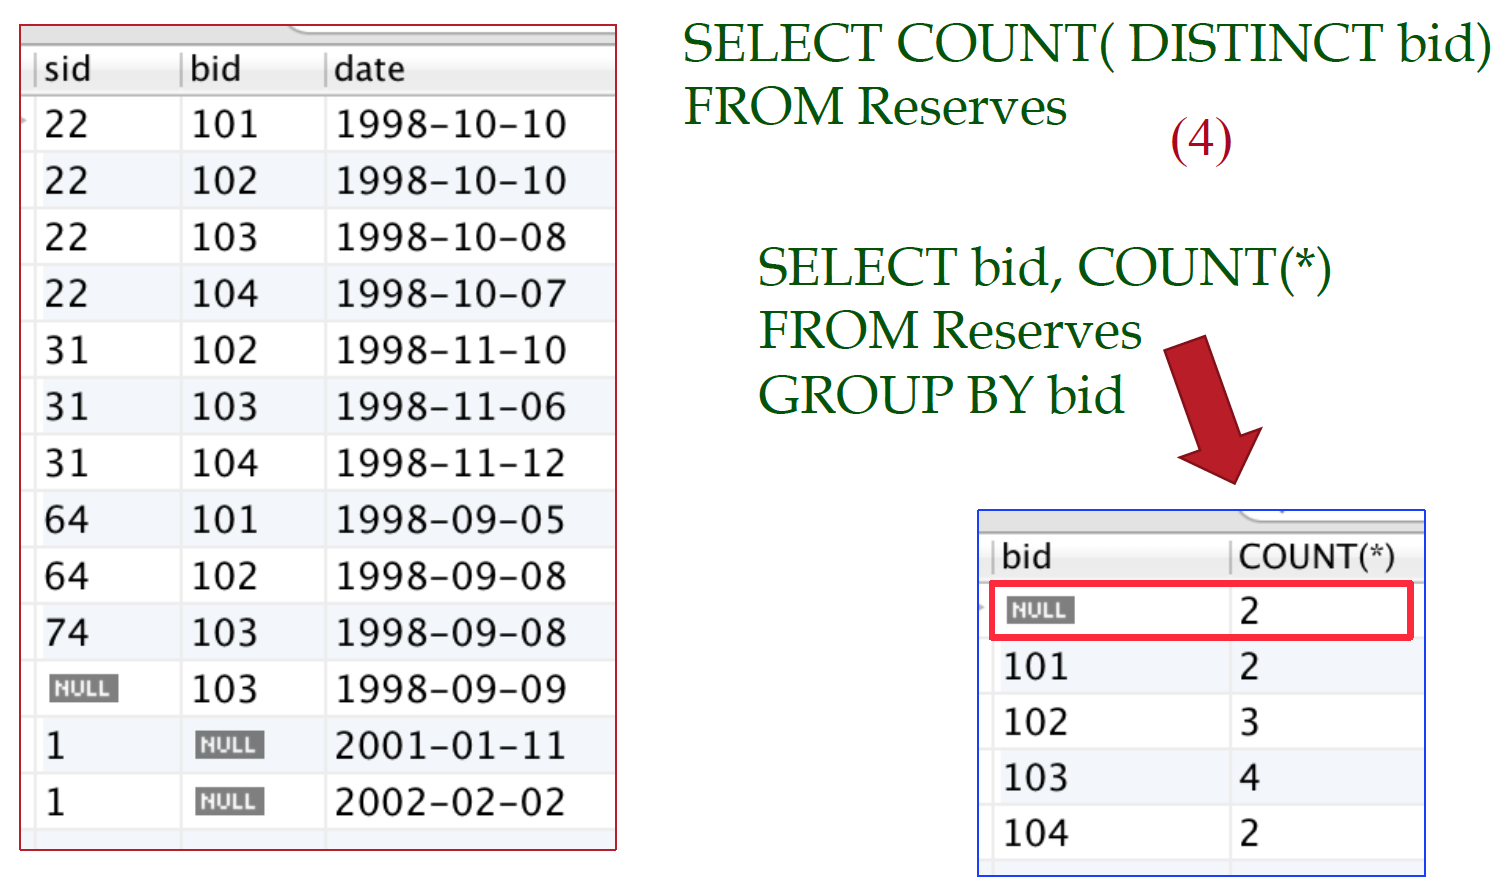 sid bid date
22 101 1998-10-10
22 102 1998-10-10
22 103 1998-10-08
22 104 1998-10-07
31 102 1998-11-10
31 103 1998-11-06
31 104 1998-11-12
64 101 1998-09-05
64 102 1998-09-08
74 103 1998-09-08
NULL 103 1998-09-09
1 NULL 2001-01-11
1 NULL 2002-02-02
SELECT COUNT( DISTINCT bid)
FROM Reserves
(4)
SELECT bid, COUNT(*)
FROM Reserves
GROUP BY bid
bid COUNT(*)
NULL 2
101 2
102 3
103 4
104 2